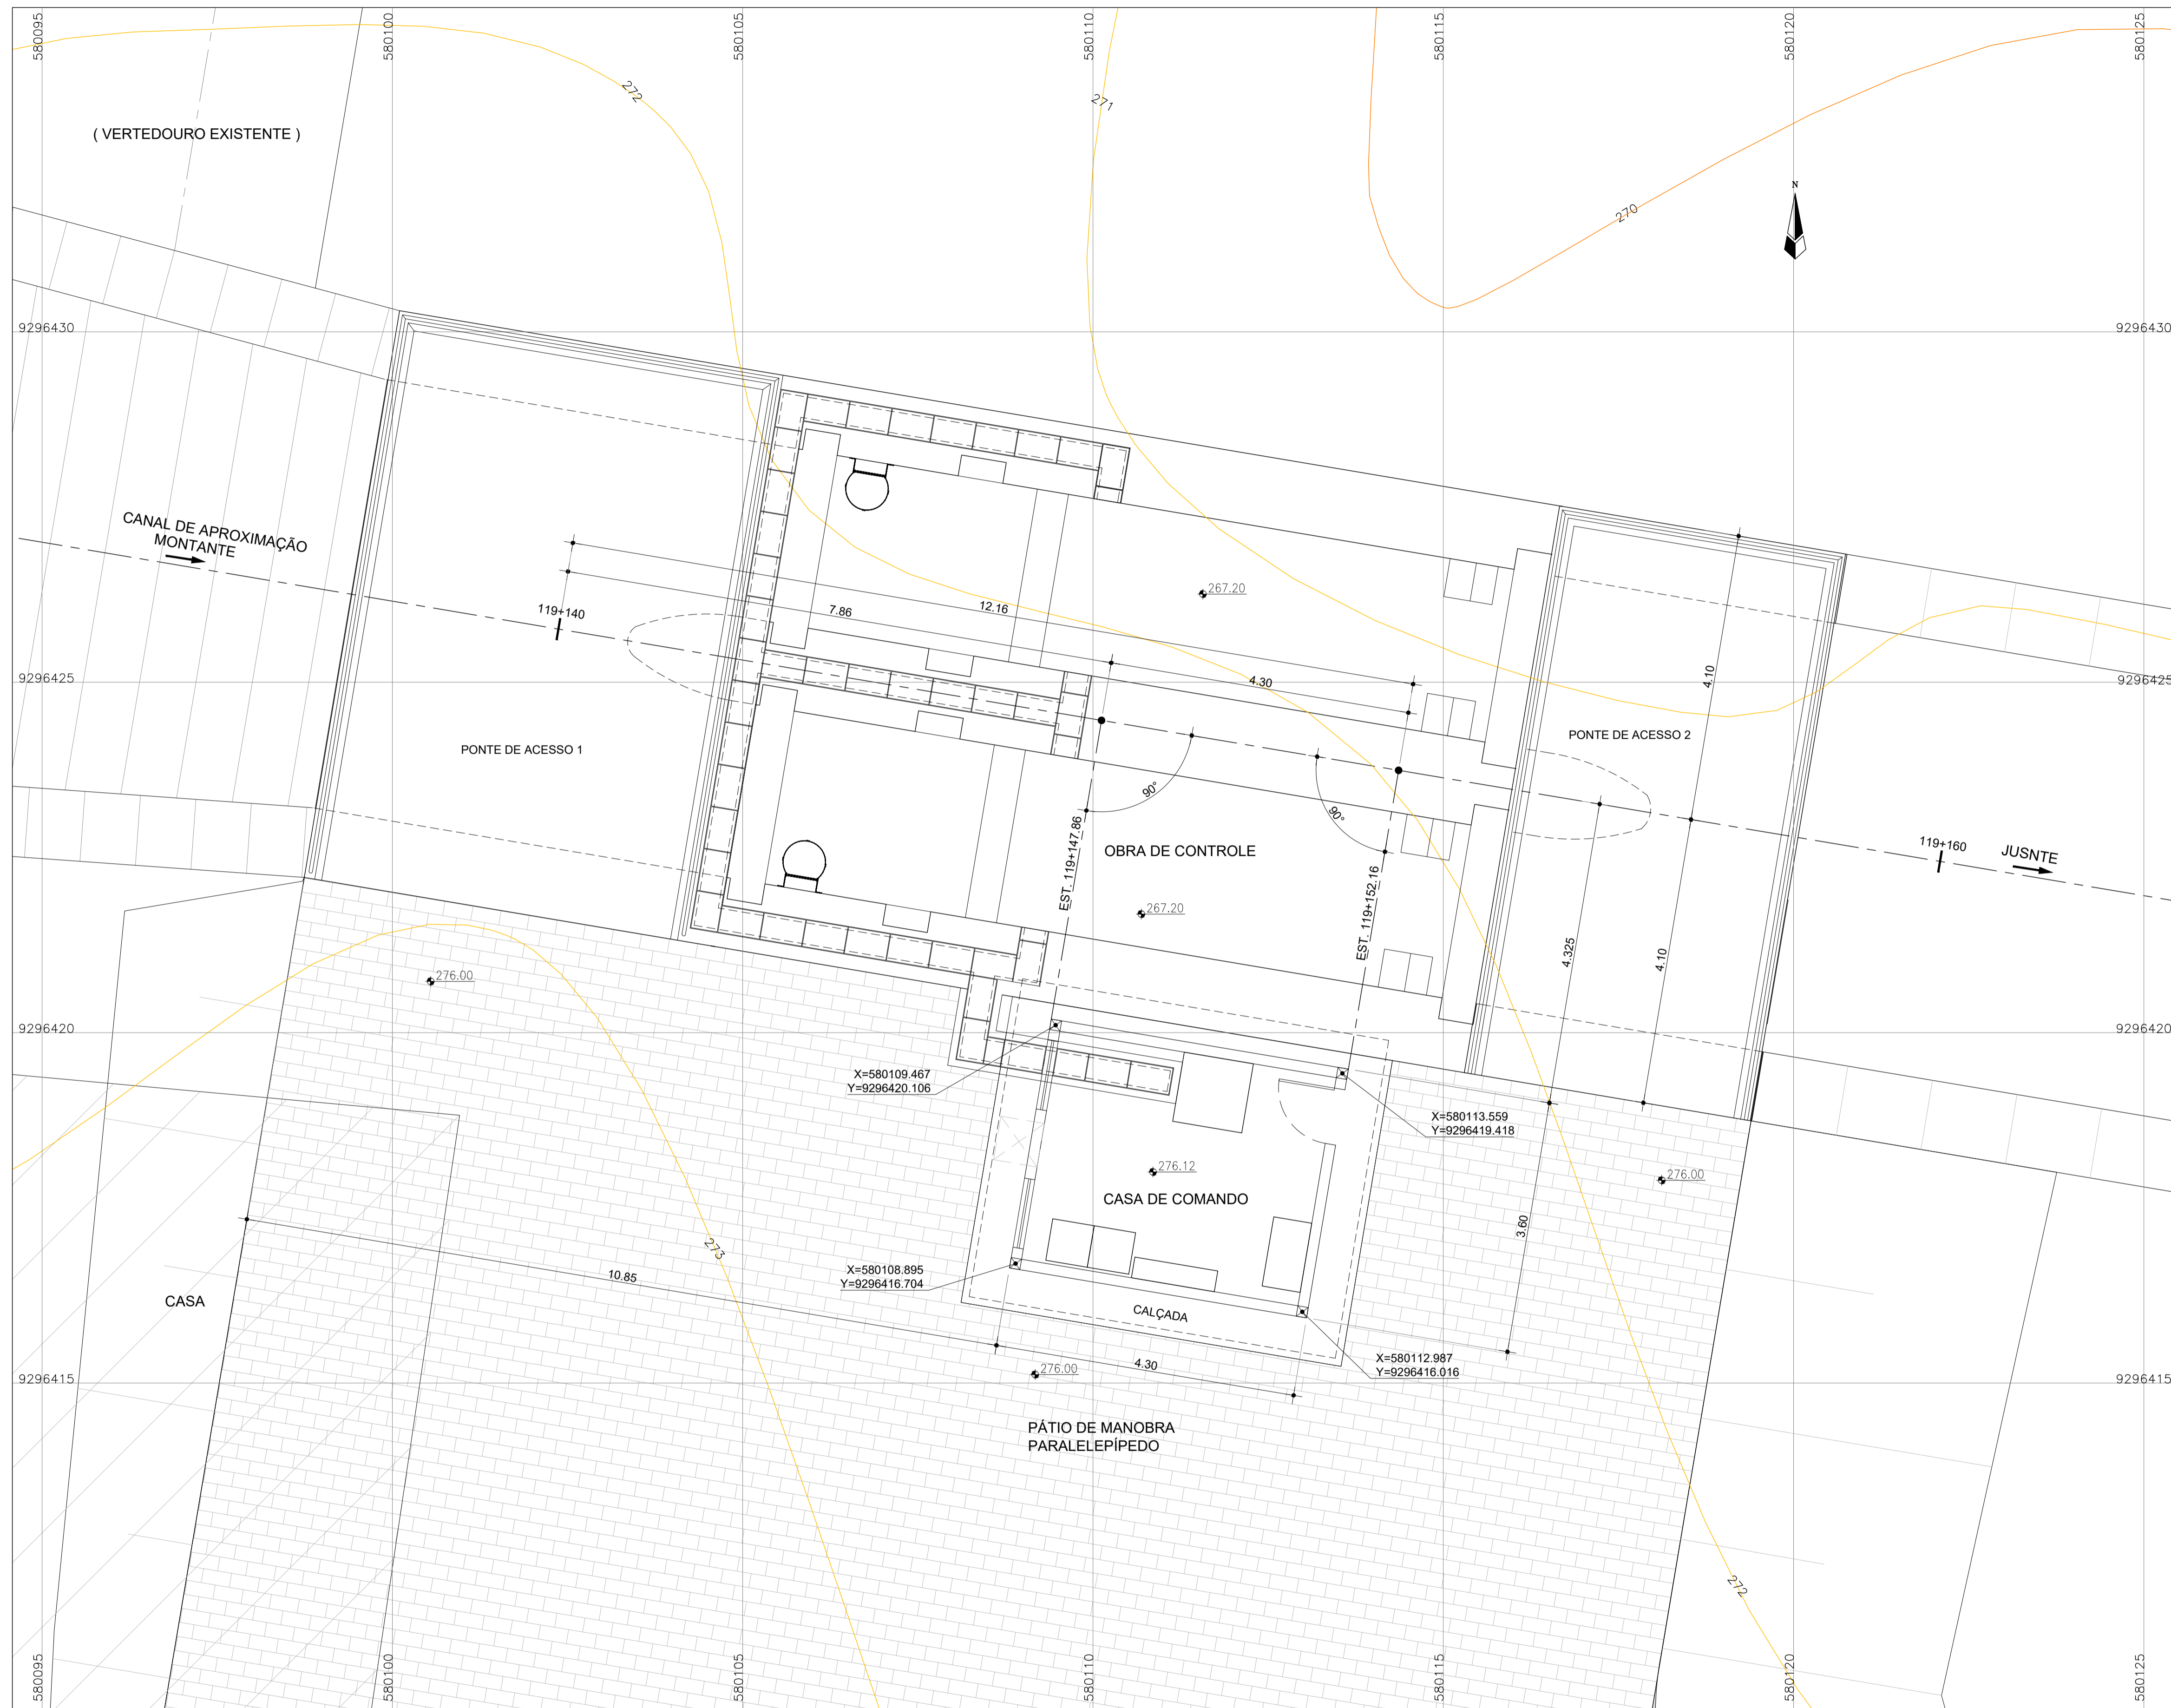 580095
580100
580105
580110
580115
580120
580125
272
271
270
( VERTEDOURO EXISTENTE )
N
9296430
9296430
CANAL DE APROXIMAÇÃO
MONTANTE
119+140
7.86
12.16
267.20
4.30
4.10
9296425
9296425
PONTE DE ACESSO 1
PONTE DE ACESSO 2
90°
90°
EST. 119+147.86
OBRA DE CONTROLE
EST. 119+152.16
119+160
JUSNTE
267.20
4.325
4.10
276.00
9296420
9296420
X=580109.467
Y=9296420.106
X=580113.559
Y=9296419.418
276.12
276.00
CASA DE COMANDO
3.60
273
X=580108.895
Y=9296416.704
10.85
CASA
CALÇADA
4.30
276.00
X=580112.987
Y=9296416.016
9296415
9296415
PÁTIO DE MANOBRA
PARALELEPÍPEDO
272
580095
580100
580105
580110
580115
580120
580125